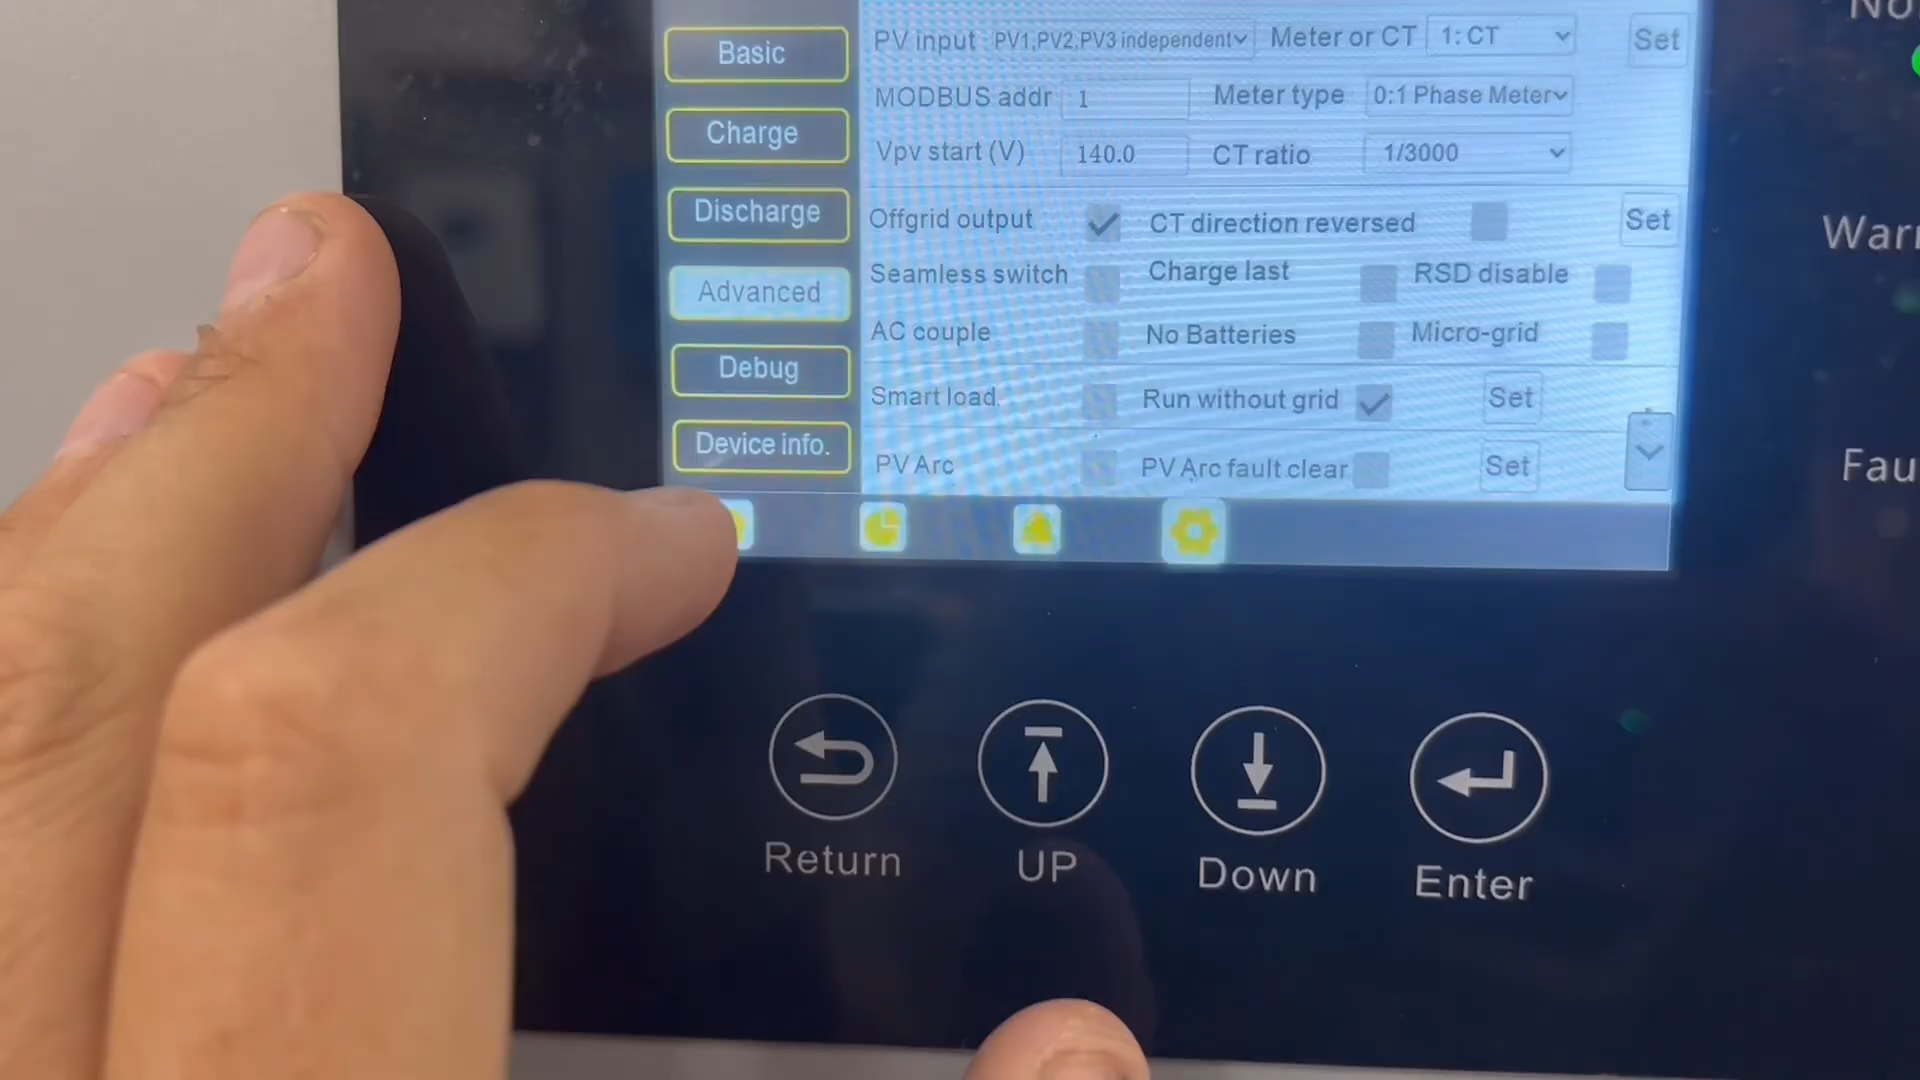 Basic
Charge
Discharge
Advanced
Debug
Device info.
PV input PV1,PV2,PV3 independent Meter or CT 1: CT Set
MODBUS addr 1 Meter type 0:1 Phase Meter
Vpv start (V) 140.0 CT ratio 1/3000
Offgrid output CT direction reversed Set
Seamless switch Charge last RSD disable
AC couple No Batteries Micro-grid
Smart load. Run without grid Set
PV Arc PV Arc fault clear Set
Return UP Down Enter
No
Warn
Fau